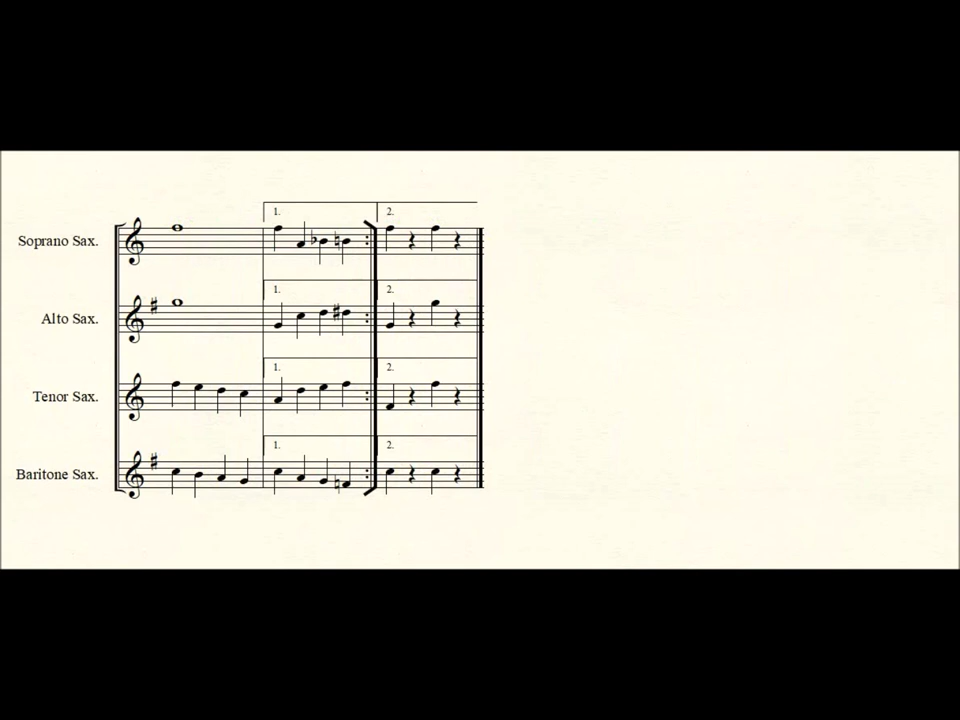 1. 2.
Soprano Sax.
1. 2.
Alto Sax.
1. 2.
Tenor Sax.
1. 2.
Baritone Sax.